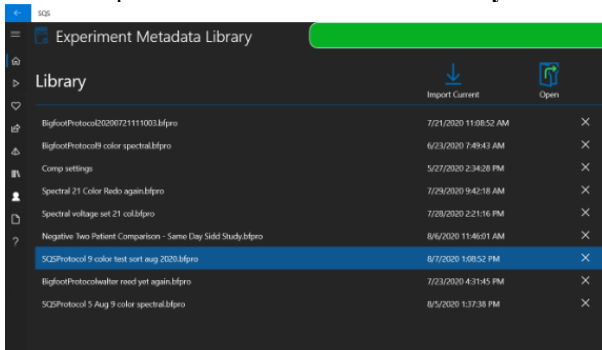 SQS
Experiment Metadata Library
Library
Import Current
Open
BigfootProtocol20200721111003.bfpro 7/21/2020 11:08:52 AM
BigfootProtocol9 color spectral.bfpro 6/23/2020 7:49:43 AM
Comp settings 5/27/2020 2:34:28 PM
Spectral 21 Color Redo again.bfpro 7/29/2020 9:42:18 AM
Spectral voltage set 21 col.bfpro 7/28/2020 2:21:16 PM
Negative Two Patient Comparison - Same Day Sidd Study.bfpro 8/6/2020 11:46:01 AM
SQSProtocol 9 color test sort aug 2020.bfpro 8/7/2020 1:08:52 PM
BigfootProtocolwalter reed yet again.bfpro 7/23/2020 4:31:45 PM
SQSProtocol 5 Aug 9 color spectral.bfpro 8/5/2020 1:37:38 PM